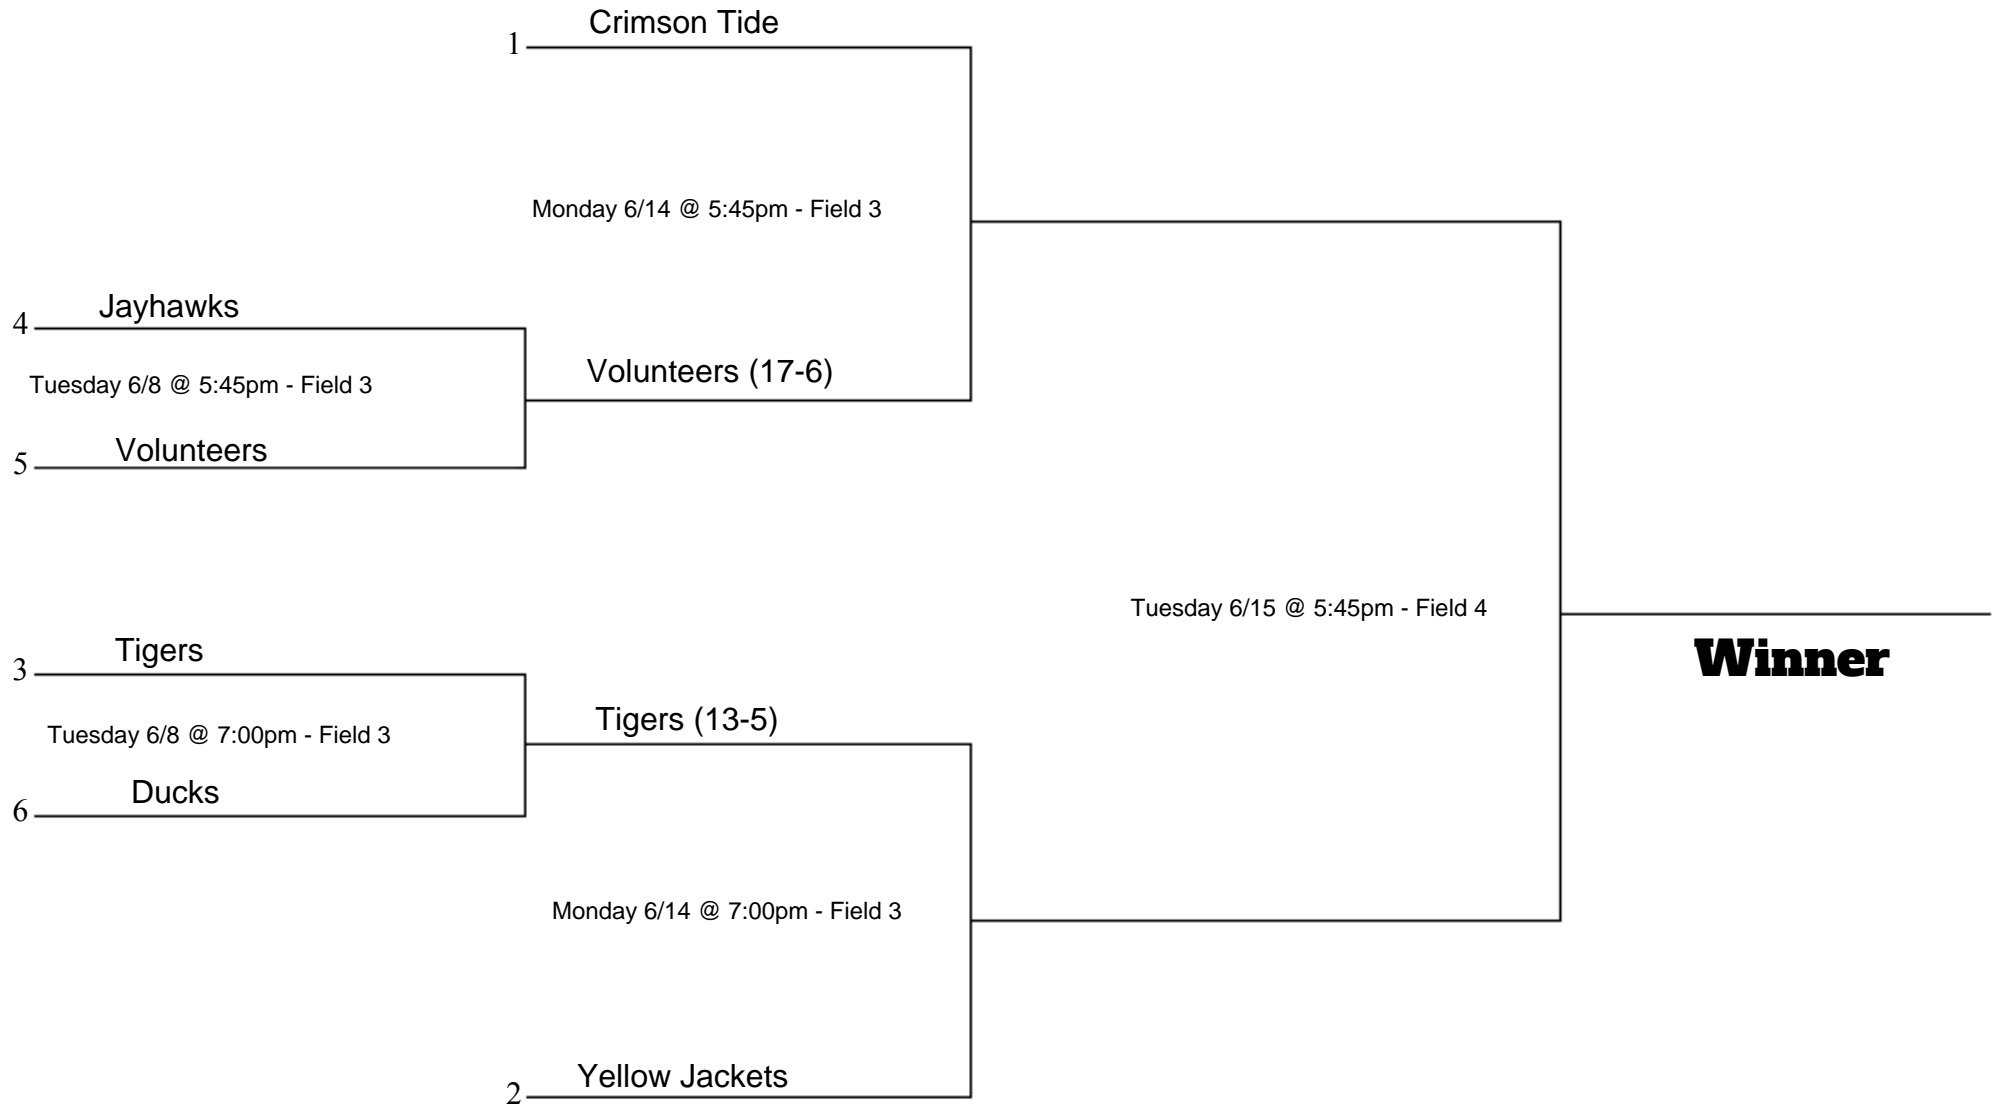 Crimson Tide
1
Monday 6/14 @ 5:45pm - Field 3
Jayhawks
4
Tuesday 6/8 @ 5:45pm - Field 3
Volunteers (17-6)
Volunteers
5
Tuesday 6/15 @ 5:45pm - Field 4
Winner
Tigers
3
Tuesday 6/8 @ 7:00pm - Field 3
Tigers (13-5)
Ducks
6
Monday 6/14 @ 7:00pm - Field 3
Yellow Jackets
2